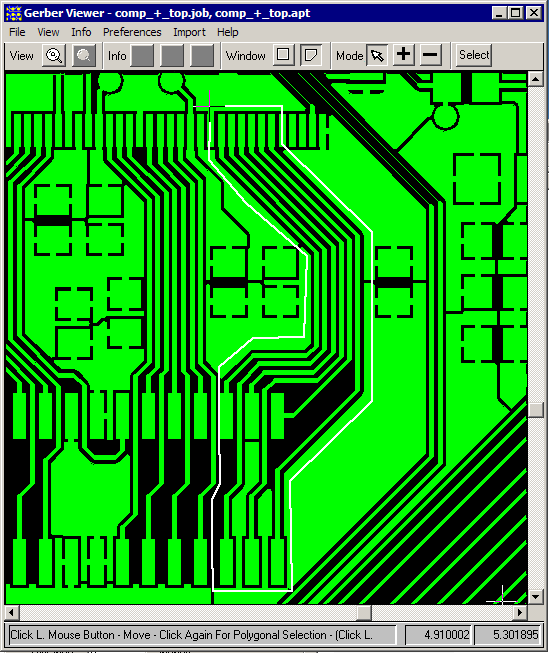 Gerber Viewer - comp_+_top.job, comp_+_top.apt
File View Info Preferences Import Help
View Info Window Mode Select
Click L. Mouse Button - Move - Click Again For Polygonal Selection - (Click L. 4.910002 5.301895